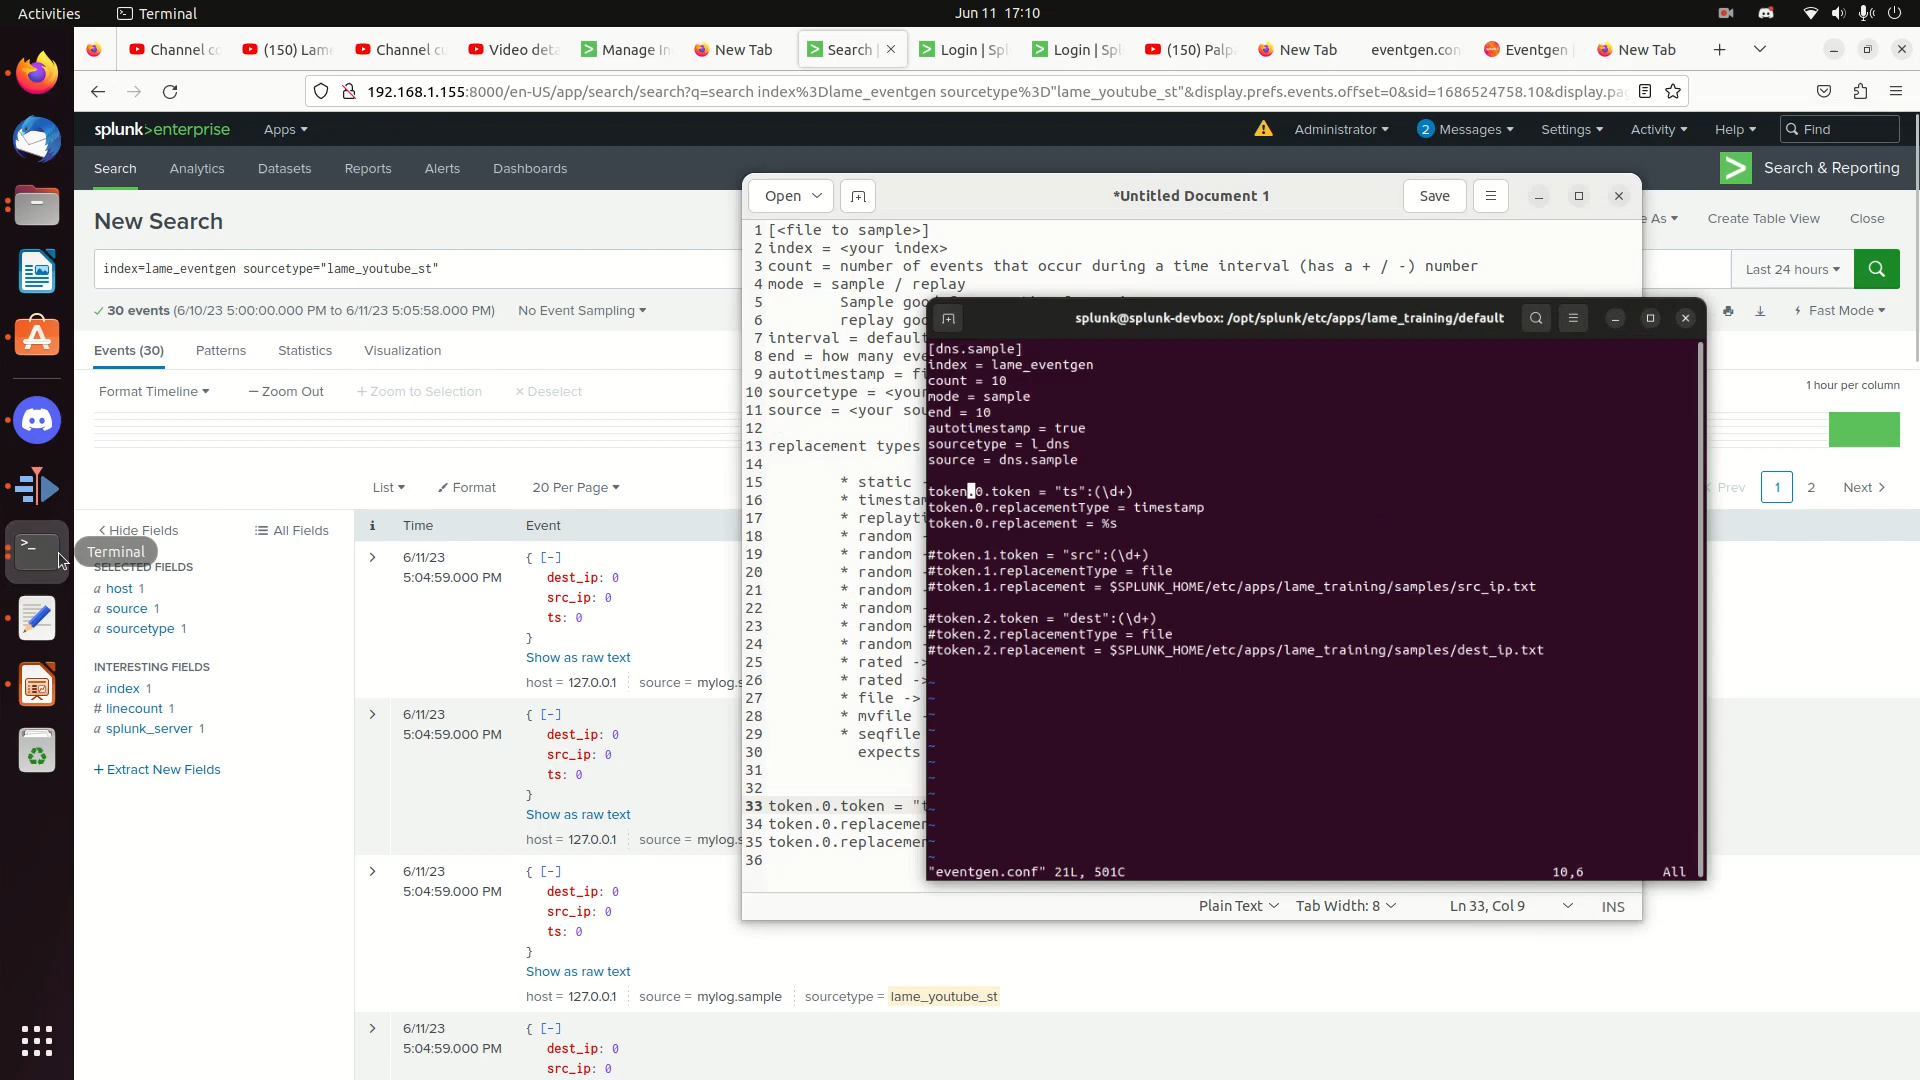 Activities
Terminal
Jun 11 17:10
Channel co
(150) Lam
Channel cu
Video deta
Manage In
New Tab
Search |
Login | Spl
Login | Spl
(150) Palp
New Tab
eventgen.con
Eventgen
New Tab
192.168.1.155:8000/en-US/app/search/search?q=search index%3Dlame_eventgen sourcetype%3D"lame_youtube_st"&display.prefs.events.offset=0&sid=1686524758.10&display.pag
splunk>enterprise
Apps
Administrator
2 Messages
Settings
Activity
Help
Find
Search
Analytics
Datasets
Reports
Alerts
Dashboards
Search & Reporting
New Search
e As
Create Table View
Close
index=lame_eventgen sourcetype="lame_youtube_st"
Last 24 hours
30 events (6/10/23 5:00:00.000 PM to 6/11/23 5:05:58.000 PM)
No Event Sampling
Fast Mode
Events (30)
Patterns
Statistics
Visualization
Format Timeline
Zoom Out
+ Zoom to Selection
Deselect
1 hour per column
List
Format
20 Per Page
Prev
1
2
Next
Hide Fields
All Fields
Terminal
SELECTED FIELDS
a host 1
a source 1
a sourcetype 1
INTERESTING FIELDS
a index 1
# linecount 1
a splunk_server 1
+ Extract New Fields
i
Time
Event
6/11/23
5:04:59.000 PM
{ [-]
dest_ip: 0
src_ip: 0
ts: 0
}
Show as raw text
host = 127.0.0.1
source = mylog.s
6/11/23
5:04:59.000 PM
{ [-]
dest_ip: 0
src_ip: 0
ts: 0
}
Show as raw text
host = 127.0.0.1
source = mylog.s
6/11/23
5:04:59.000 PM
{ [-]
dest_ip: 0
src_ip: 0
ts: 0
}
Show as raw text
host = 127.0.0.1
source = mylog.sample
sourcetype = lame_youtube_st
6/11/23
5:04:59.000 PM
{ [-]
dest_ip: 0
src_ip: 0
Open
*Untitled Document 1
Save
1 [<file to sample>]
2 index = <your index>
3 count = number of events that occur during a time interval (has a + / -) number
4 mode = sample / replay
5 Sample goo
6 replay goo
7 interval = default
8 end = how many eve
9 autotimestamp = fi
10 sourcetype = <your
11 source = <your sou
12
13 replacement types
14
15 * static -
16 * timestam
17 * replayti
18 * random -
19 * random -
20 * random -
21 * random -
22 * random -
23 * random -
24 * random -
25 * rated ->
26 * rated ->
27 * file ->
28 * mvfile -
29 * seqfile
30 expects
31
32
33 token.0.token = "t
34 token.0.replacemen
35 token.0.replacemen
36
Plain Text
Tab Width: 8
Ln 33, Col 9
INS
splunk@splunk-devbox: /opt/splunk/etc/apps/lame_training/default
[dns.sample]
index = lame_eventgen
count = 10
mode = sample
end = 10
autotimestamp = true
sourcetype = l_dns
source = dns.sample
token.0.token = "ts":(\d+)
token.0.replacementType = timestamp
token.0.replacement = %s
#token.1.token = "src":(\d+)
#token.1.replacementType = file
#token.1.replacement = $SPLUNK_HOME/etc/apps/lame_training/samples/src_ip.txt
#token.2.token = "dest":(\d+)
#token.2.replacementType = file
#token.2.replacement = $SPLUNK_HOME/etc/apps/lame_training/samples/dest_ip.txt
~
~
~
~
~
~
~
~
~
~
~
~
"eventgen.conf" 21L, 501C
10,6
All